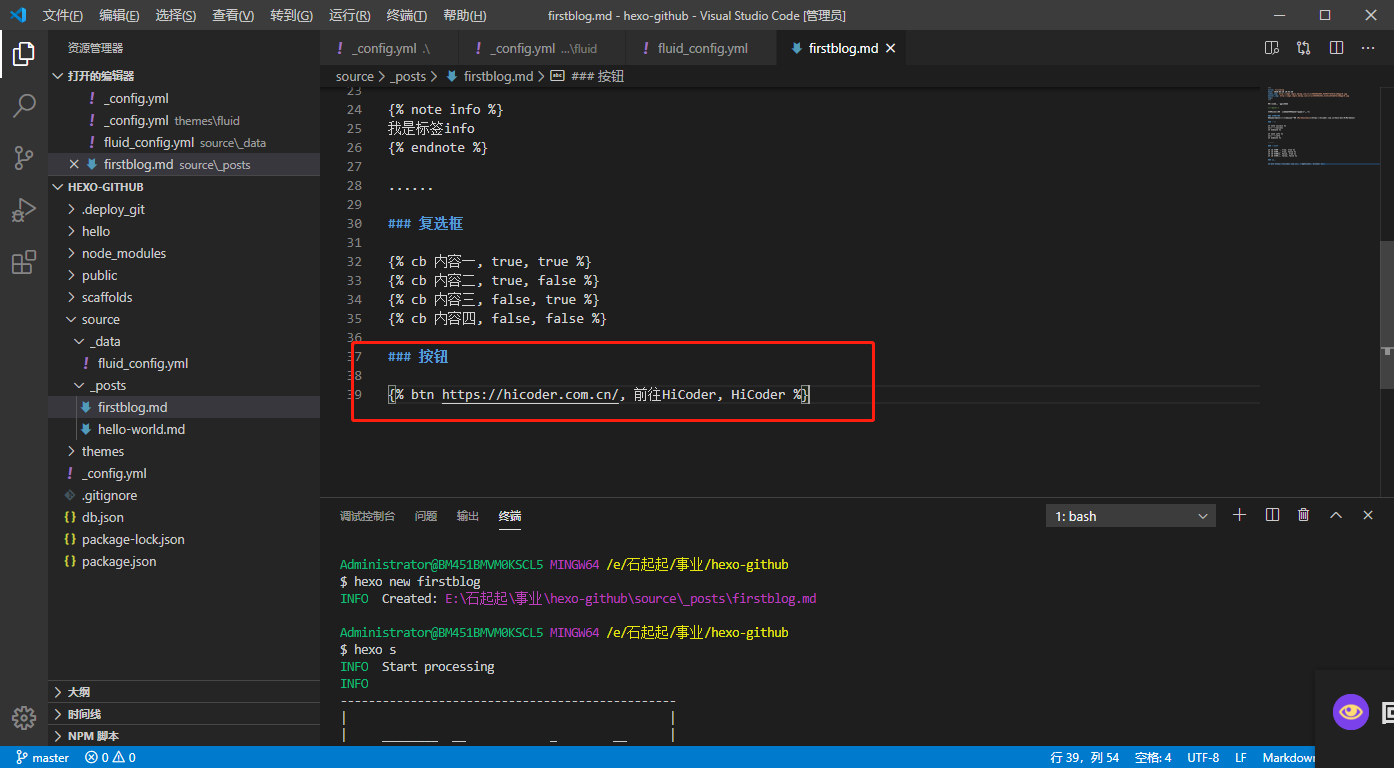 文件(F) 编辑(E) 选择(S) 查看(V) 转到(G) 运行(R) 终端(T) 帮助(H) firstblog.md - hexo-github - Visual Studio Code [管理员]
资源管理器
打开的编辑器
! _config.yml
! _config.yml themes\fluid
! fluid_config.yml source\_data
firstblog.md source\_posts
HEXO-GITHUB
.deploy_git
hello
node_modules
public
scaffolds
source
_data
! fluid_config.yml
_posts
firstblog.md
hello-world.md
themes
! _config.yml
.gitignore
{} db.json
{} package-lock.json
{} package.json
大纲
时间线
NPM 脚本
! _config.yml .\ ! _config.yml ...\fluid ! fluid_config.yml firstblog.md
source > _posts > firstblog.md > ### 按钮
23
24 {% note info %}
25 我是标签info
26 {% endnote %}
27
28 ......
29
30 ### 复选框
31
32 {% cb 内容一, true, true %}
33 {% cb 内容二, true, false %}
34 {% cb 内容三, false, true %}
35 {% cb 内容四, false, false %}
36
37 ### 按钮
38
39 {% btn https://hicoder.com.cn/, 前往HiCoder, HiCoder %}
调试控制台 问题 输出 终端 1: bash
Administrator@BM451BMVM0KSCL5 MINGW64 /e/石起起/事业/hexo-github
$ hexo new firstblog
INFO Created: E:\石起起\事业\hexo-github\source\_posts\firstblog.md
Administrator@BM451BMVM0KSCL5 MINGW64 /e/石起起/事业/hexo-github
$ hexo s
INFO Start processing
INFO
master 0 0 行 39，列 54 空格: 4 UTF-8 LF Markdown